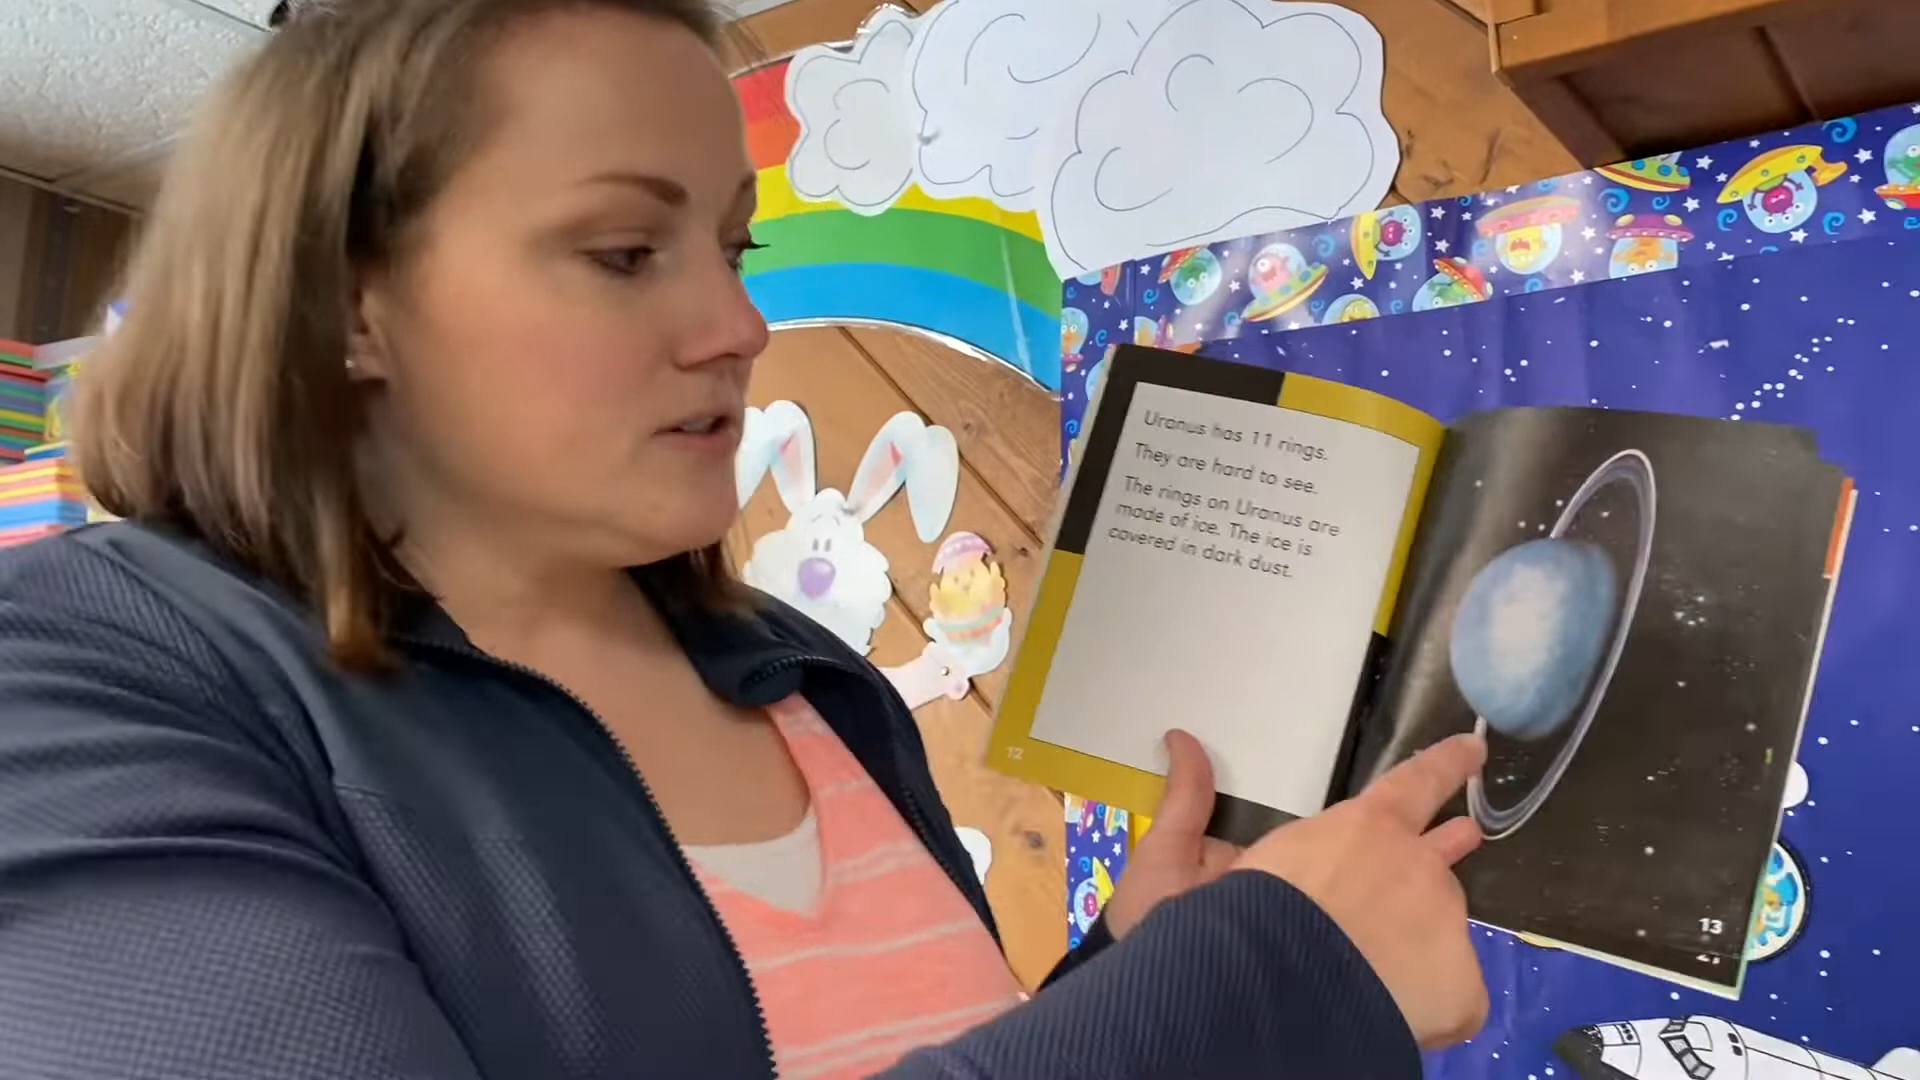 Uranus has 11 rings.
They are hard to see.
The rings on Uranus are
made of ice. The ice is
covered in dark dust.
12
13
21